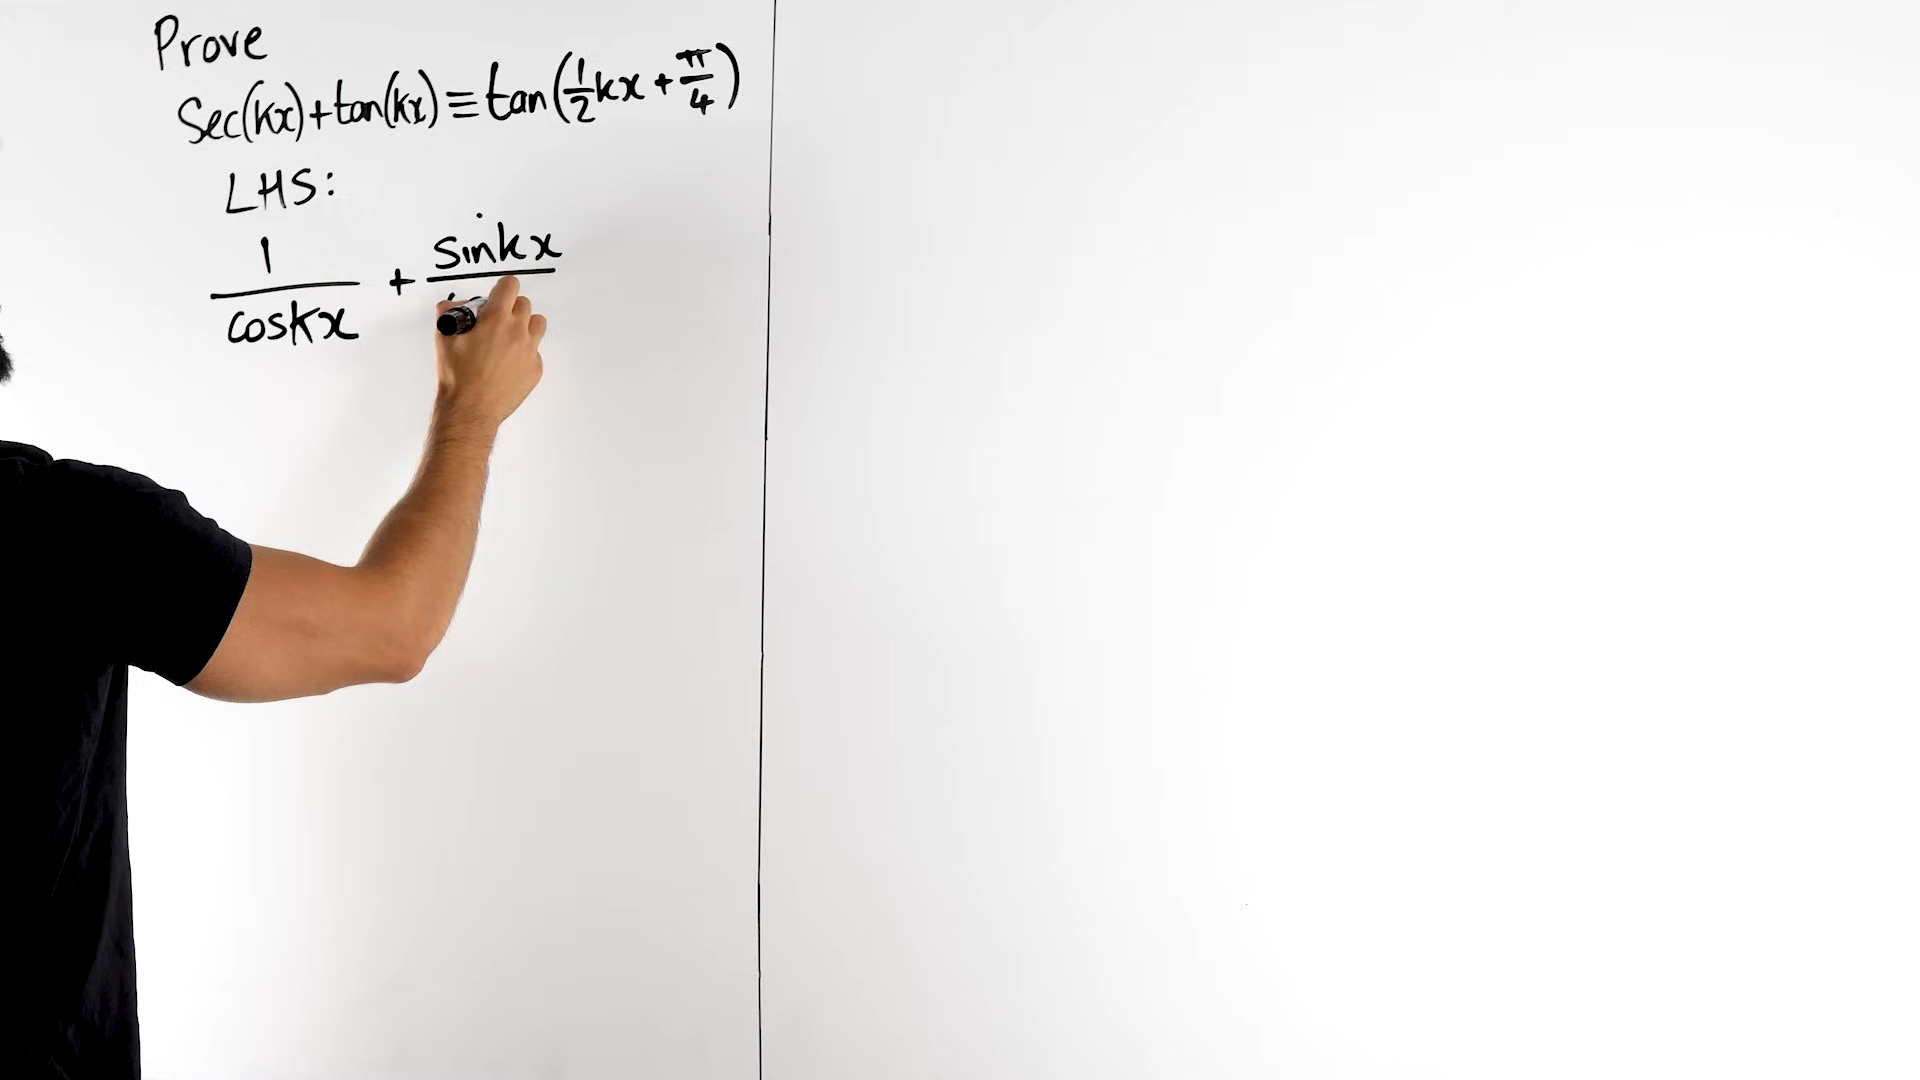 Prove
Sec(kx)+tan(kx)≡tan(½kx+π/4)
LHS:
1/coskx + sinkx/